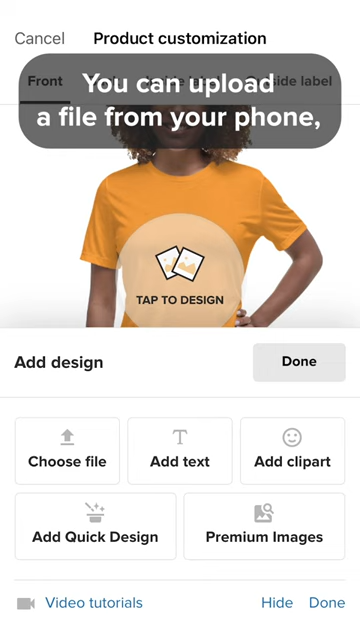 Cancel
Product customization
Front
side label
You can upload
a file from your phone,
TAP TO DESIGN
Add design
Done
Choose file
Add text
Add clipart
Add Quick Design
Premium Images
Video tutorials
Hide
Done